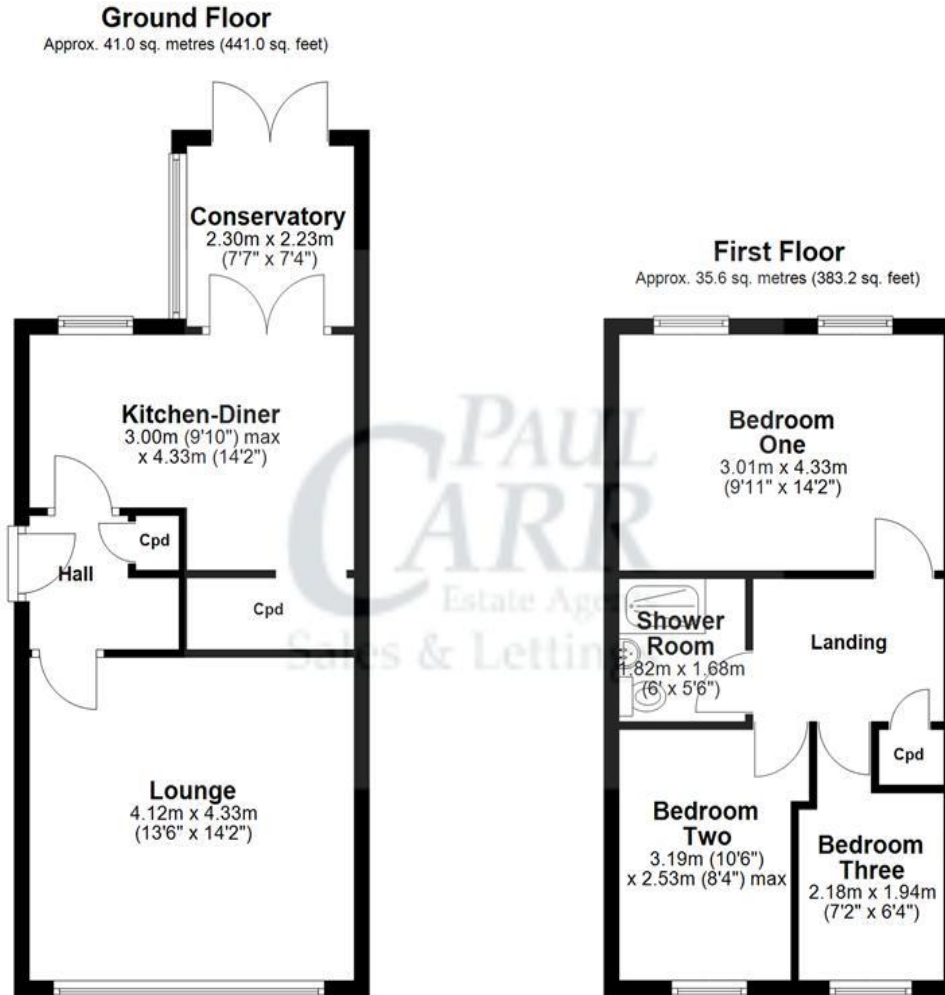 Ground Floor
Approx. 41.0 sq. metres (441.0 sq. feet)
Conservatory
2.30m x 2.23m
(7'7" x 7'4")
Kitchen-Diner
3.00m (9'10") max
x 4.33m (14'2")
Cpd
Hall
Cpd
Lounge
4.12m x 4.33m
(13'6" x 14'2")
First Floor
Approx. 35.6 sq. metres (383.2 sq. feet)
Bedroom
One
3.01m x 4.33m
(9'11" x 14'2")
Shower
Room
1.82m x 1.68m
(6' x 5'6")
Landing
Cpd
Bedroom
Two
3.19m (10'6")
x 2.53m (8'4") max
Bedroom
Three
2.18m x 1.94m
(7'2" x 6'4")
PAUL
CARR
Estate Agen
Sales & Letting